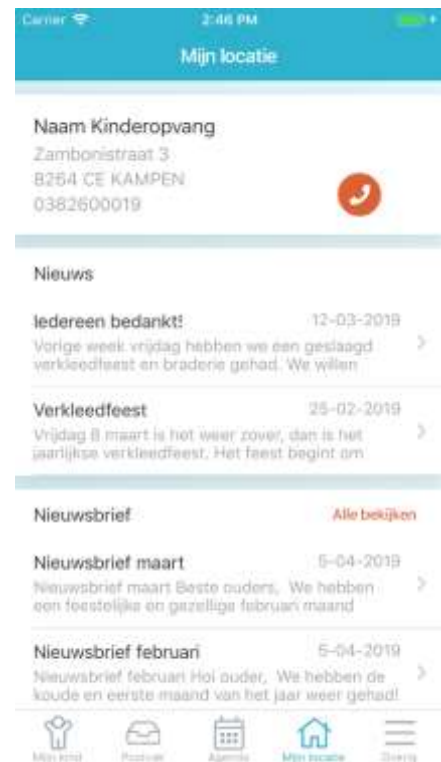 Carrier 2:46 PM
Mijn locatie
Naam Kinderopvang
Zambonistraat 3
8264 CE KAMPEN
0382600019
Nieuws
Iedereen bedankt! 12-03-2019
Vorige week vrijdag hebben we een geslaagd
verkleedfeest en braderie gehad. We willen
Verkleedfeest 25-02-2019
Vrijdag 8 maart is het weer zover, dan is het
jaarlijkse verkleedfeest. Het feest begint om
Nieuwsbrief Alle bekijken
Nieuwsbrief maart 5-04-2019
Nieuwsbrief maart Beste ouders, We hebben
een feestelijke en gezellige februari maand
Nieuwsbrief februari 5-04-2019
Nieuwsbrief februari Hoi ouder, We hebben de
koude en eerste maand van het jaar weer gehad!
Mijn kind Postvak Agenda Mijn locatie Overig